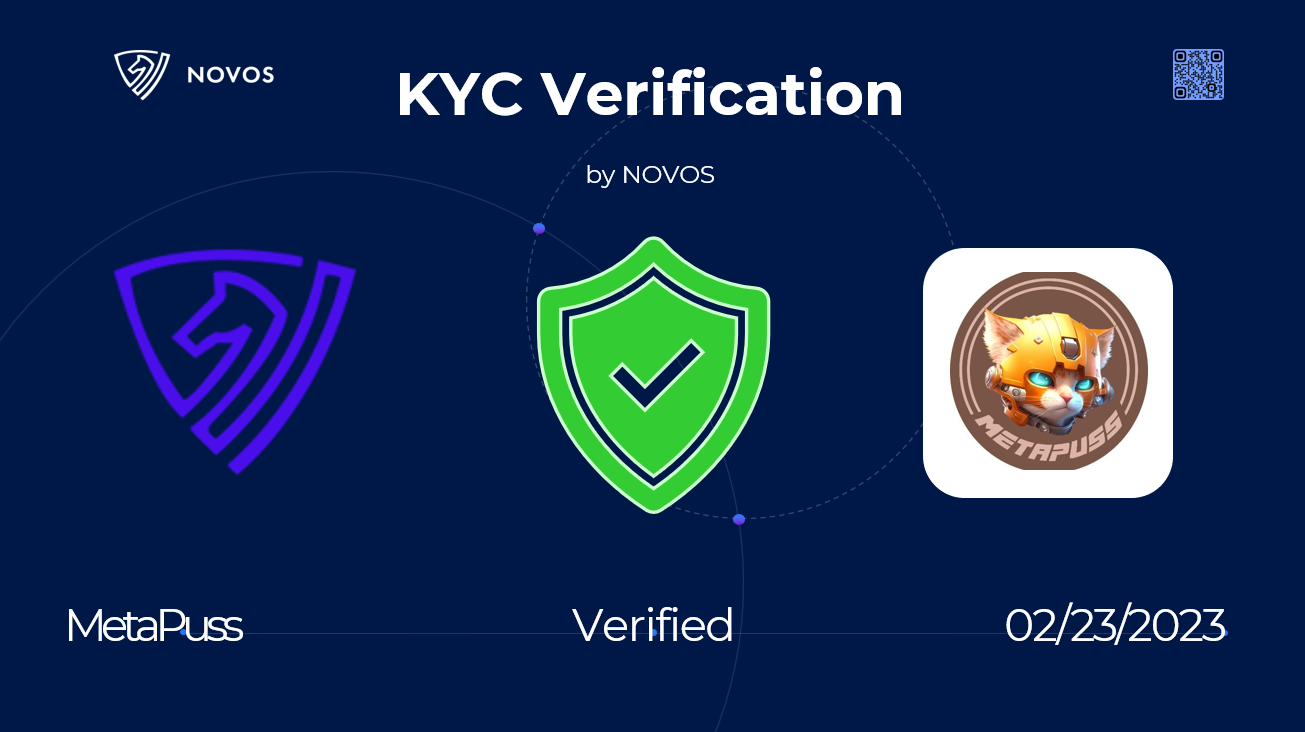 NOVOS
KYC Verification
by NOVOS
METAPUSS
MetaPuss
Verified
02/23/2023